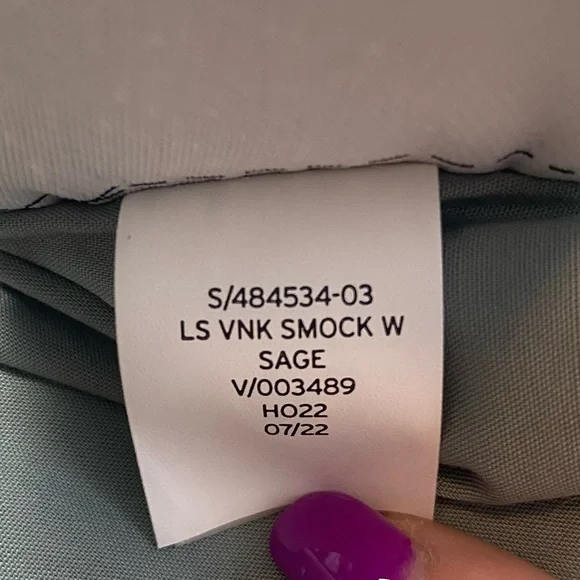 S/484534-03
LS VNK SMOCK W
SAGE
V/003489
HO22
07/22